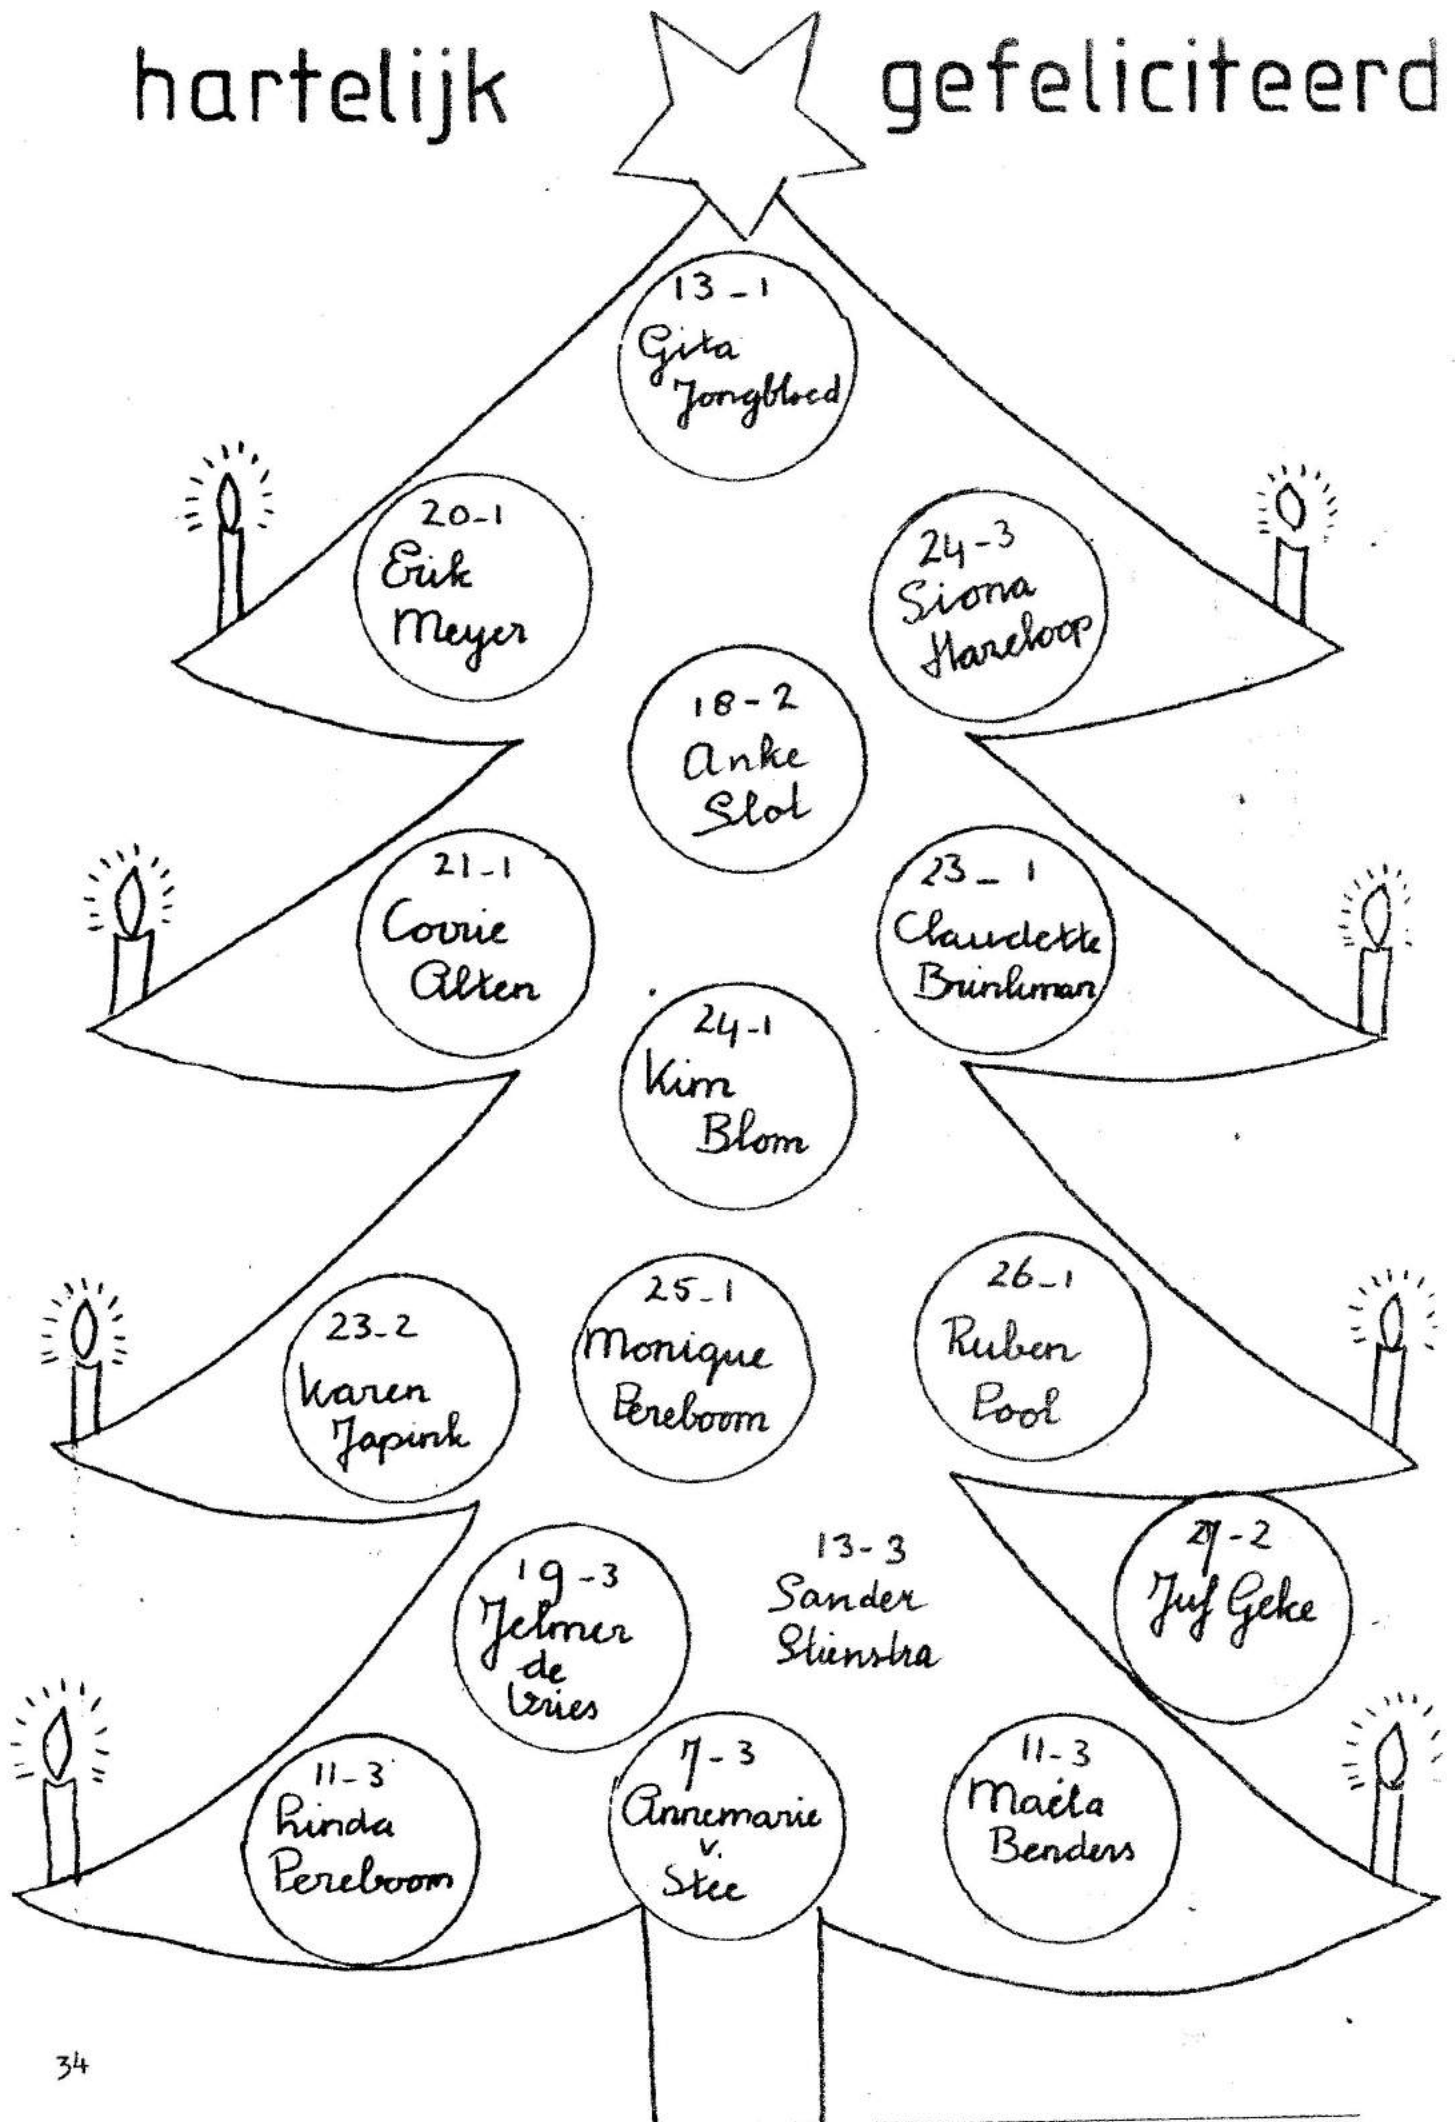 hartelijk gefeliciteerd
13-1
Gita
Jongbloed
20-1
Erik
Meyer
24-3
Siona
Hazeloop
18-2
Anke
Slot
21-1
Corrie
Alten
23-1
Claudette
Brinkman
24-1
Kim
Blom
23-2
Karen
Japink
25-1
Monique
Pereboom
26-1
Ruben
Pool
19-3
Jelmer
de
Vries
13-3
Sander
Stienstra
27-2
Juf Geke
11-3
Linda
Pereboom
7-3
Annemarie
v.
Stee
11-3
Maéla
Benders
34